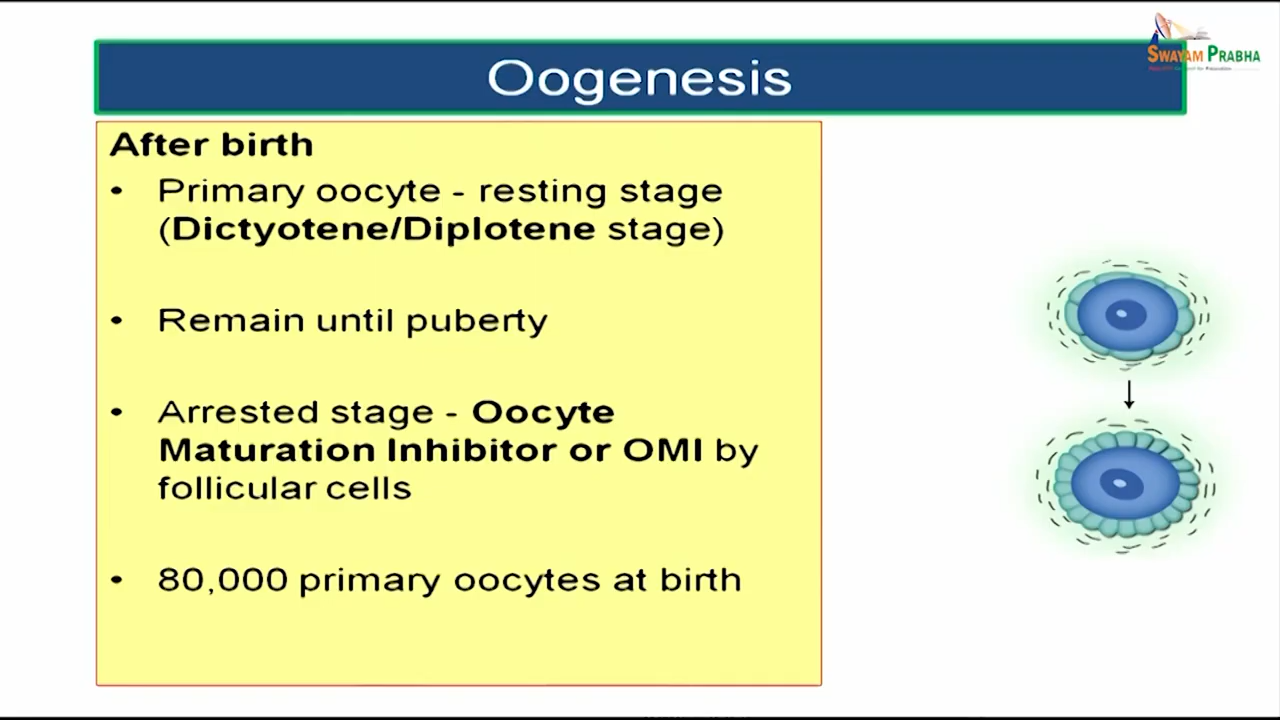 SWAYAM PRABHA
Oogenesis
After birth
• Primary oocyte - resting stage
(Dictyotene/Diplotene stage)
• Remain until puberty
• Arrested stage - Oocyte
Maturation Inhibitor or OMI by
follicular cells
• 80,000 primary oocytes at birth